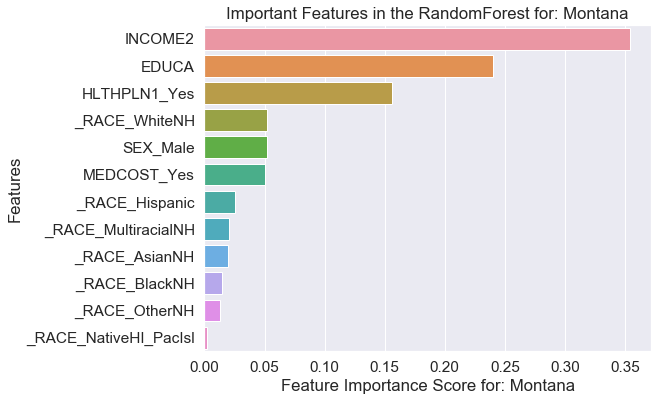 Important Features in the RandomForest for: Montana
INCOME2
EDUCA
HLTHPLN1_Yes
_RACE_WhiteNH
SEX_Male
MEDCOST_Yes
_RACE_Hispanic
_RACE_MultiracialNH
_RACE_AsianNH
_RACE_BlackNH
_RACE_OtherNH
_RACE_NativeHI_PacIsl
Features
0.00 0.05 0.10 0.15 0.20 0.25 0.30 0.35
Feature Importance Score for: Montana